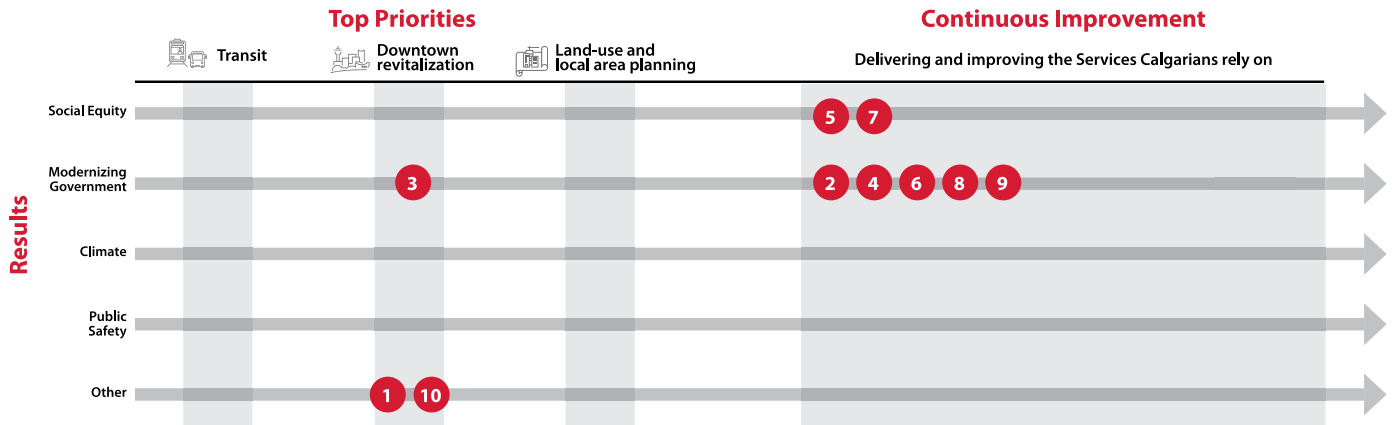 Top Priorities
Continuous Improvement
Transit
Downtown
revitalization
Land-use and
local area planning
Delivering and improving the Services Calgarians rely on
Results
Social Equity
5 7
Modernizing
Government
3 2 4 6 8 9
Climate
Public
Safety
Other
1 10